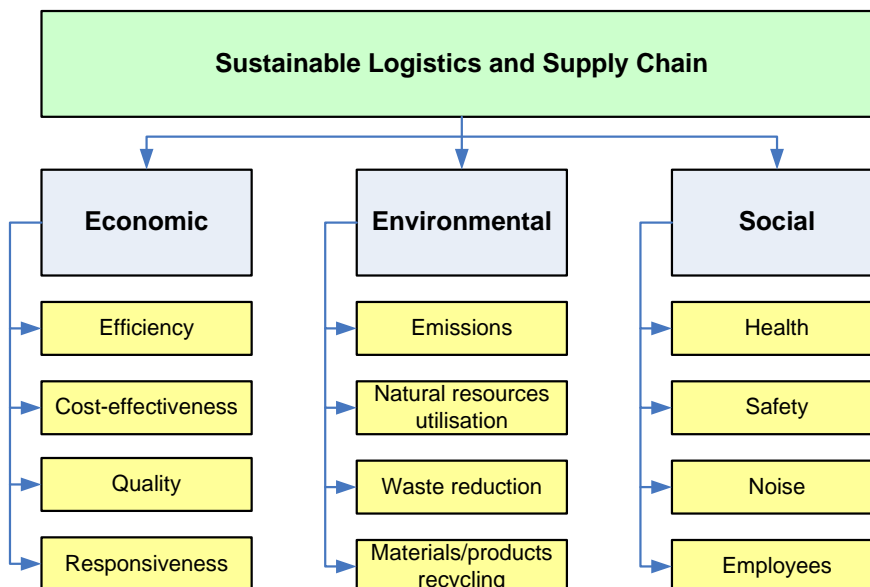 Sustainable Logistics and Supply Chain
Economic
Environmental
Social
Efficiency
Emissions
Health
Cost-effectiveness
Natural resources
utilisation
Safety
Quality
Waste reduction
Noise
Responsiveness
Materials/products
recycling
Employees